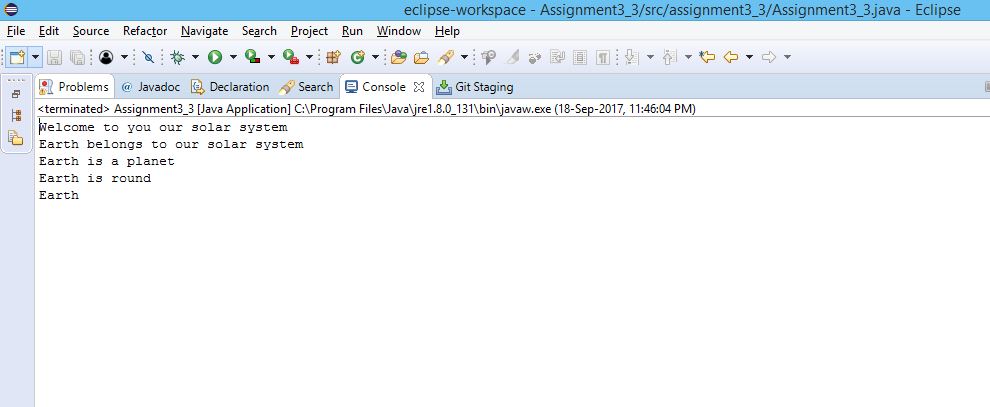 eclipse-workspace - Assignment3_3/src/assignment3_3/Assignment3_3.java - Eclipse
File Edit Source Refactor Navigate Search Project Run Window Help
Problems @ Javadoc Declaration Search Console Git Staging
<terminated> Assignment3_3 [Java Application] C:\Program Files\Java\jre1.8.0_131\bin\javaw.exe (18-Sep-2017, 11:46:04 PM)
Welcome to you our solar system
Earth belongs to our solar system
Earth is a planet
Earth is round
Earth